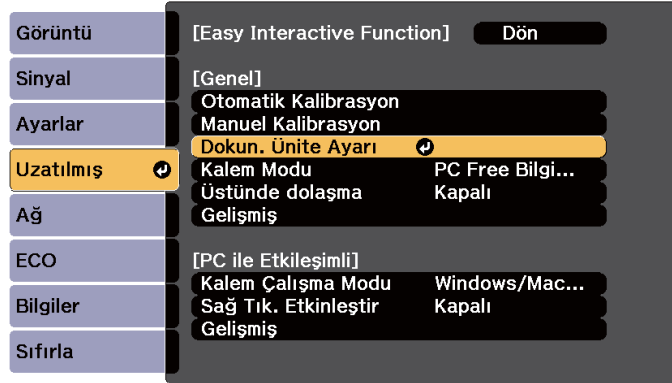 Görüntü
Sinyal
Ayarlar
Uzatılmış
Ağ
ECO
Bilgiler
Sıfırla
[Easy Interactive Function] Dön
[Genel]
Otomatik Kalibrasyon
Manuel Kalibrasyon
Dokun. Ünite Ayarı
Kalem Modu PC Free Bilgi...
Üstünde dolaşma Kapalı
Gelişmiş
[PC ile Etkileşimli]
Kalem Çalışma Modu Windows/Mac...
Sağ Tık. Etkinleştir Kapalı
Gelişmiş